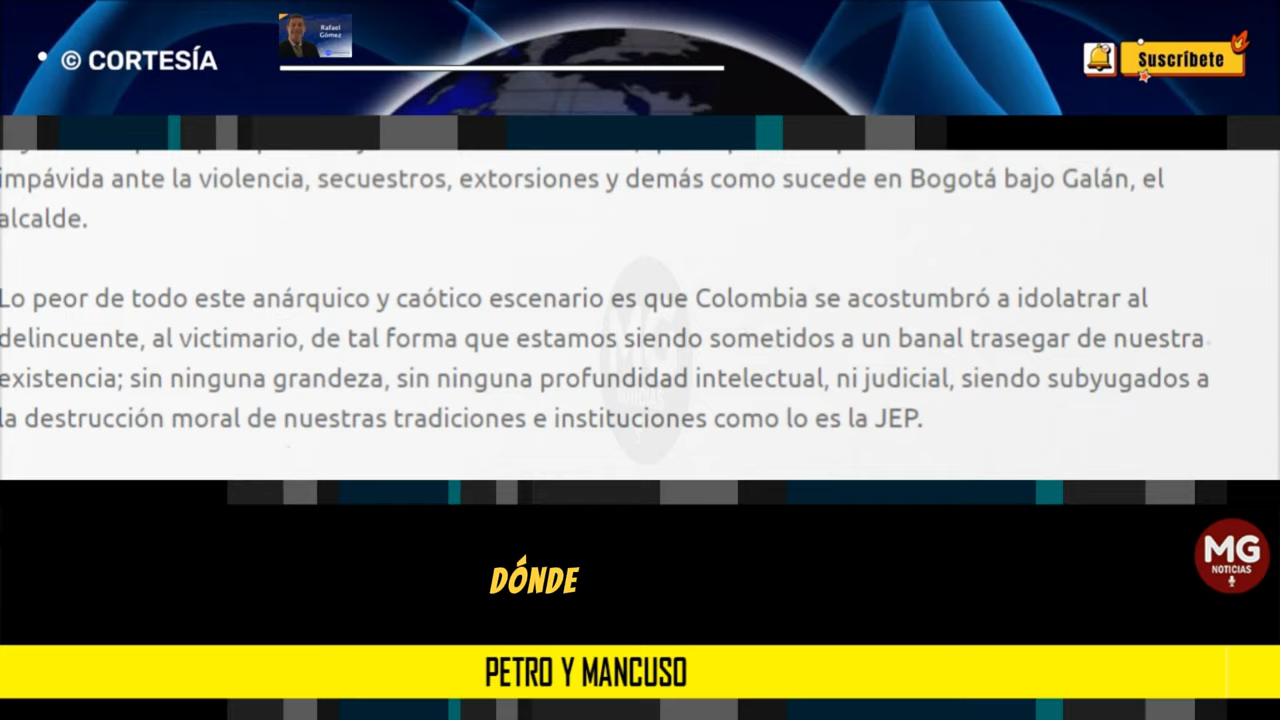 © CORTESÍA
Rafael
Gómez
Suscríbete
impávida ante la violencia, secuestros, extorsiones y demás como sucede en Bogotá bajo Galán, el
alcalde.
Lo peor de todo este anárquico y caótico escenario es que Colombia se acostumbró a idolatrar al
delincuente, al victimario, de tal forma que estamos siendo sometidos a un banal trasegar de nuestra
existencia; sin ninguna grandeza, sin ninguna profundidad intelectual, ni judicial, siendo subyugados a
la destrucción moral de nuestras tradiciones e instituciones como lo es la JEP.
DÓNDE
MG
NOTICIAS
PETRO Y MANCUSO